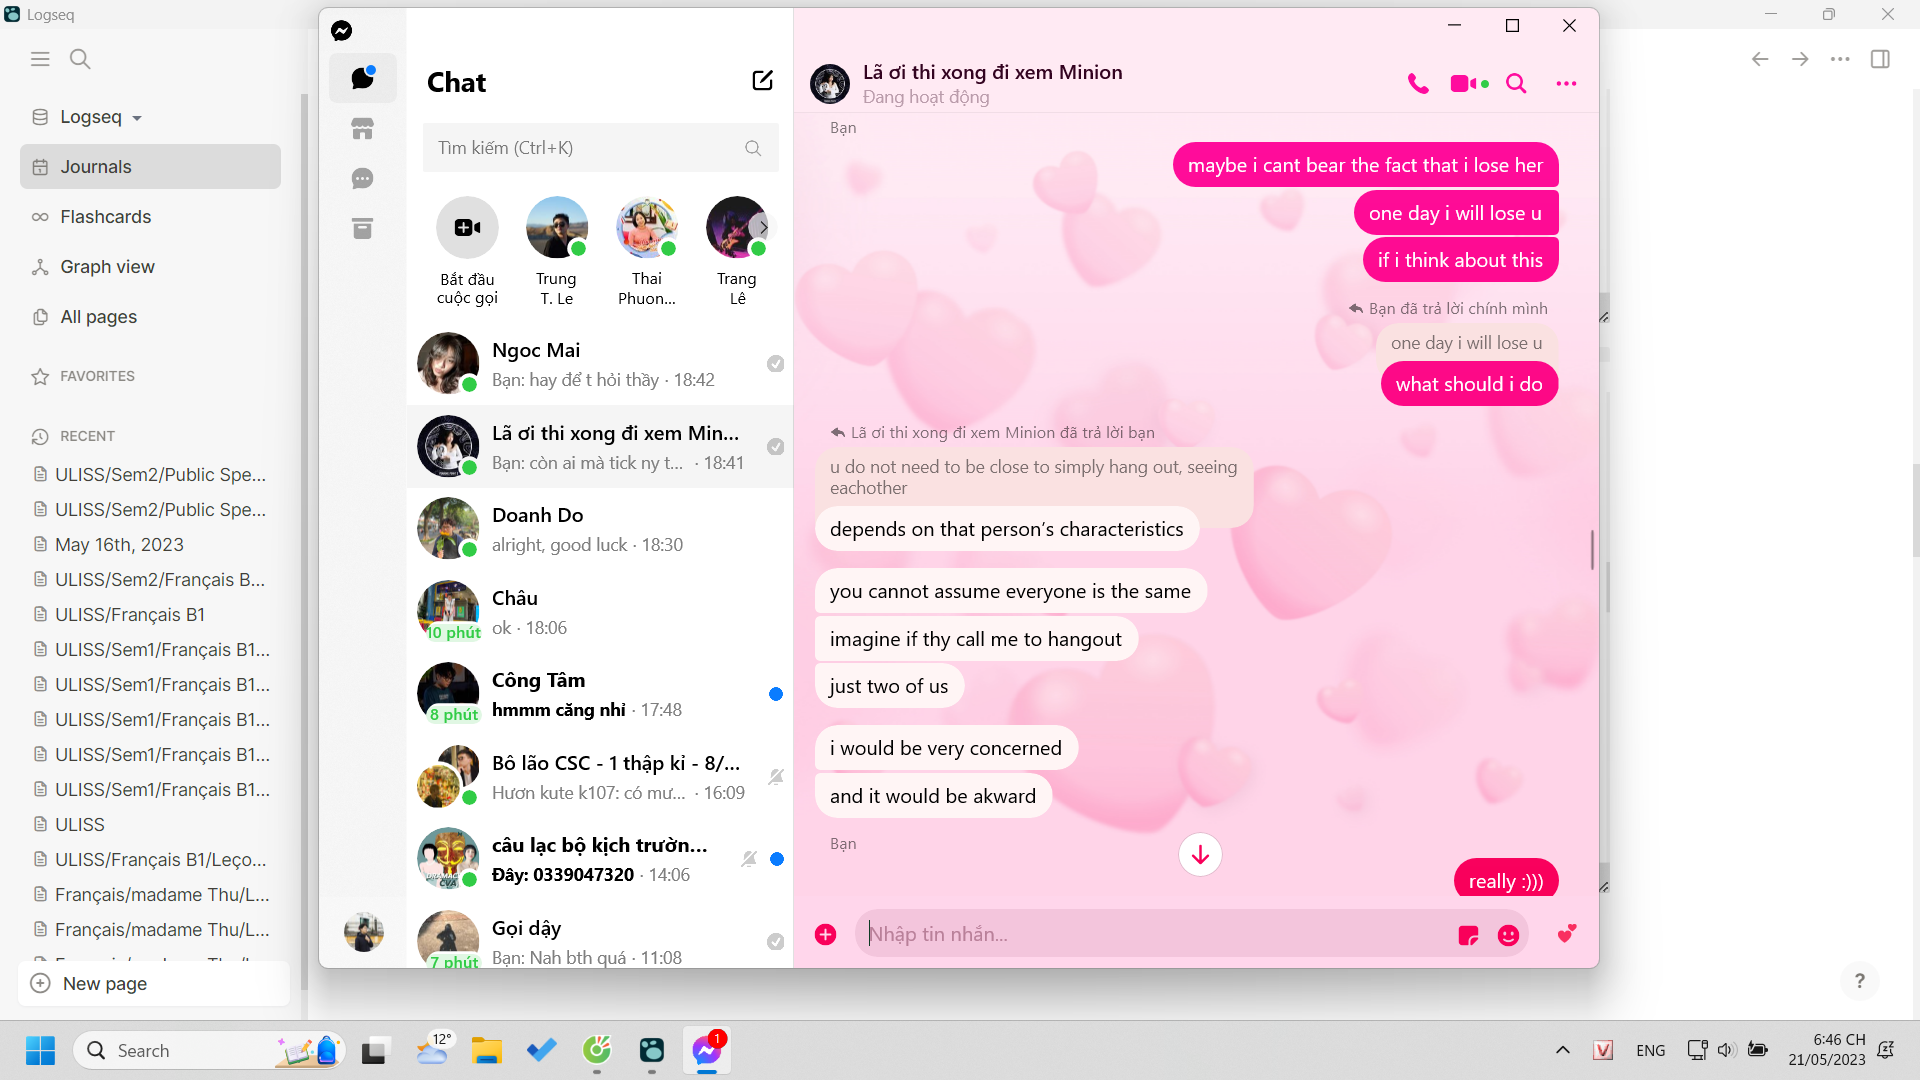 Logseq
Logseq
Journals
Flashcards
Graph view
All pages
FAVORITES
RECENT
ULISS/Sem2/Public Spe...
ULISS/Sem2/Public Spe...
May 16th, 2023
ULISS/Sem2/Français B...
ULISS/Français B1
ULISS/Sem1/Français B1...
ULISS/Sem1/Français B1...
ULISS/Sem1/Français B1...
ULISS/Sem1/Français B1...
ULISS/Sem1/Français B1...
ULISS
ULISS/Français B1/Leço...
Français/madame Thu/L...
Français/madame Thu/L...
New page
Chat
Tìm kiếm (Ctrl+K)
Bắt đầu
cuộc gọi
Trung
T. Le
Thai
Phuon...
Trang
Lê
Ngoc Mai
Bạn: hay để t hỏi thầy · 18:42
Lã ơi thi xong đi xem Min...
Bạn: còn ai mà tick ny t... · 18:41
Doanh Do
alright, good luck · 18:30
Châu
ok · 18:06
10 phút
Công Tâm
hmmm căng nhỉ · 17:48
8 phút
Bô lão CSC - 1 thập kỉ - 8/...
Hươn kute k107: có mư... · 16:09
câu lạc bộ kịch trườn...
Đây: 0339047320 · 14:06
Gọi dậy
Bạn: Nah bth quá · 11:08
7 phút
Lã ơi thi xong đi xem Minion
Đang hoạt động
Bạn
maybe i cant bear the fact that i lose her
one day i will lose u
if i think about this
Bạn đã trả lời chính mình
one day i will lose u
what should i do
Lã ơi thi xong đi xem Minion đã trả lời bạn
u do not need to be close to simply hang out, seeing
eachother
depends on that person's characteristics
you cannot assume everyone is the same
imagine if thy call me to hangout
just two of us
i would be very concerned
and it would be akward
Bạn
really :)))
Nhập tin nhắn...
?
Search
12°
1
V
ENG
6:46 CH
21/05/2023